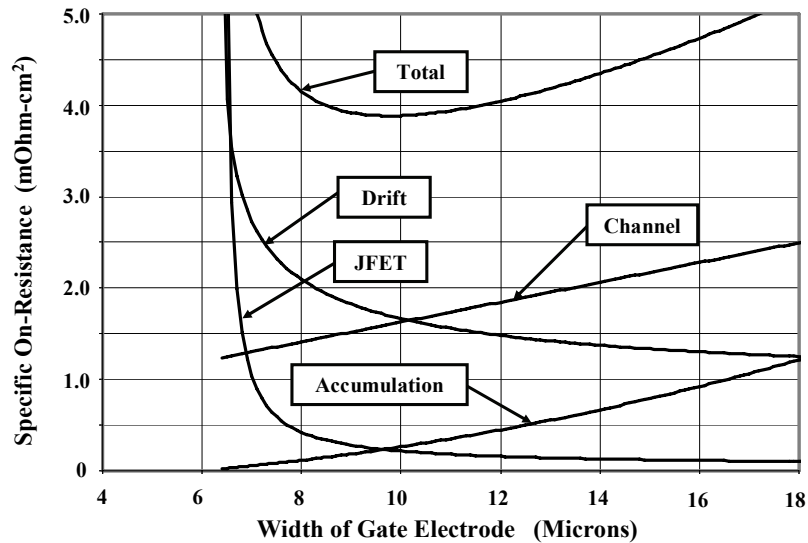 Specific On-Resistance (mOhm-cm²)
5.0
4.0
3.0
2.0
1.0
0
Total
Drift
Channel
JFET
Accumulation
4 6 8 10 12 14 16 18
Width of Gate Electrode (Microns)